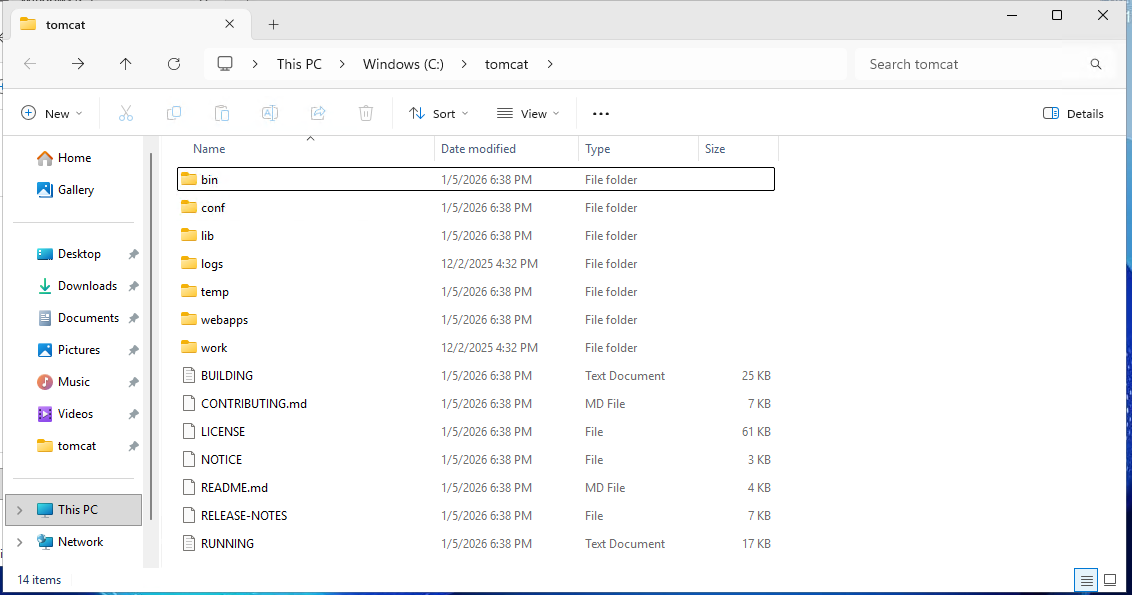 tomcat
This PC
Windows (C:)
tomcat
Search tomcat
New
Sort
View
Details
Home
Gallery
Desktop
Downloads
Documents
Pictures
Music
Videos
tomcat
This PC
Network
Name Date modified Type Size
bin 1/5/2026 6:38 PM File folder
conf 1/5/2026 6:38 PM File folder
lib 1/5/2026 6:38 PM File folder
logs 12/2/2025 4:32 PM File folder
temp 1/5/2026 6:38 PM File folder
webapps 1/5/2026 6:38 PM File folder
work 12/2/2025 4:32 PM File folder
BUILDING 1/5/2026 6:38 PM Text Document 25 KB
CONTRIBUTING.md 1/5/2026 6:38 PM MD File 7 KB
LICENSE 1/5/2026 6:38 PM File 61 KB
NOTICE 1/5/2026 6:38 PM File 3 KB
README.md 1/5/2026 6:38 PM MD File 4 KB
RELEASE-NOTES 1/5/2026 6:38 PM File 7 KB
RUNNING 1/5/2026 6:38 PM Text Document 17 KB
14 items